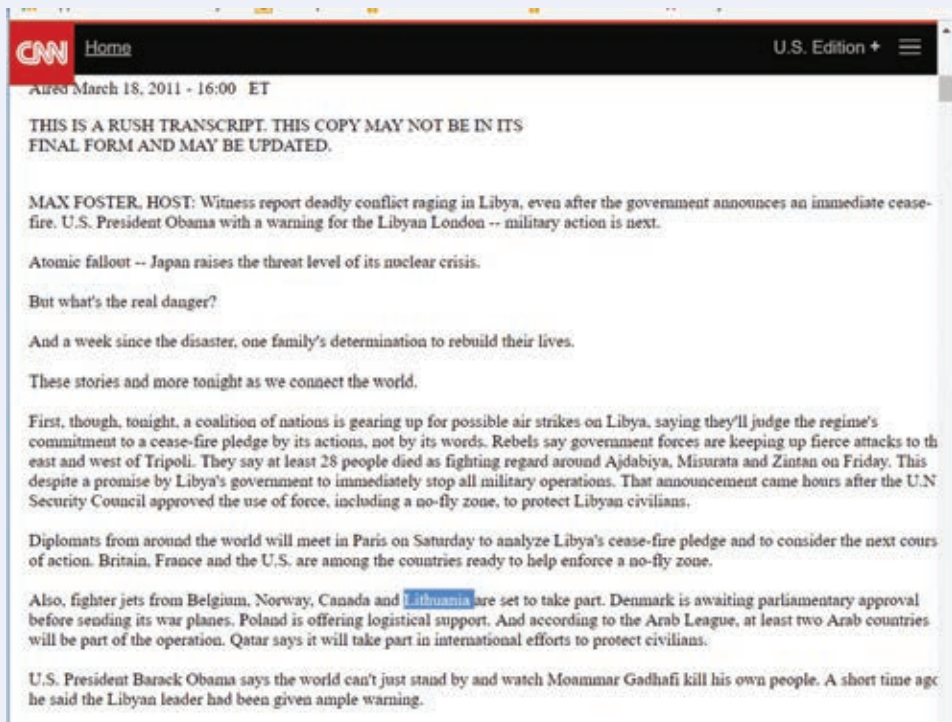 CNN Home U.S. Edition +
Aired March 18, 2011 - 16:00 ET
THIS IS A RUSH TRANSCRIPT. THIS COPY MAY NOT BE IN ITS
FINAL FORM AND MAY BE UPDATED.
MAX FOSTER, HOST: Witness report deadly conflict raging in Libya, even after the government announces an immediate cease-
fire. U.S. President Obama with a warning for the Libyan London -- military action is next.
Atomic fallout -- Japan raises the threat level of its nuclear crisis.
But what's the real danger?
And a week since the disaster, one family's determination to rebuild their lives.
These stories and more tonight as we connect the world.
First, though, tonight, a coalition of nations is gearing up for possible air strikes on Libya, saying they'll judge the regime's
commitment to a cease-fire pledge by its actions, not by its words. Rebels say government forces are keeping up fierce attacks to th
east and west of Tripoli. They say at least 28 people died as fighting regard around Ajdabiya, Misurata and Zintan on Friday. This
despite a promise by Libya's government to immediately stop all military operations. That announcement came hours after the U.N
Security Council approved the use of force, including a no-fly zone, to protect Libyan civilians.
Diplomats from around the world will meet in Paris on Saturday to analyze Libya's cease-fire pledge and to consider the next cours
of action. Britain, France and the U.S. are among the countries ready to help enforce a no-fly zone.
Also, fighter jets from Belgium, Norway, Canada and Lithuania are set to take part. Denmark is awaiting parliamentary approval
before sending its war planes. Poland is offering logistical support. And according to the Arab League, at least two Arab countries
will be part of the operation. Qatar says it will take part in international efforts to protect civilians.
U.S. President Barack Obama says the world can't just stand by and watch Moammar Gadhafi kill his own people. A short time ago
he said the Libyan leader had been given ample warning.